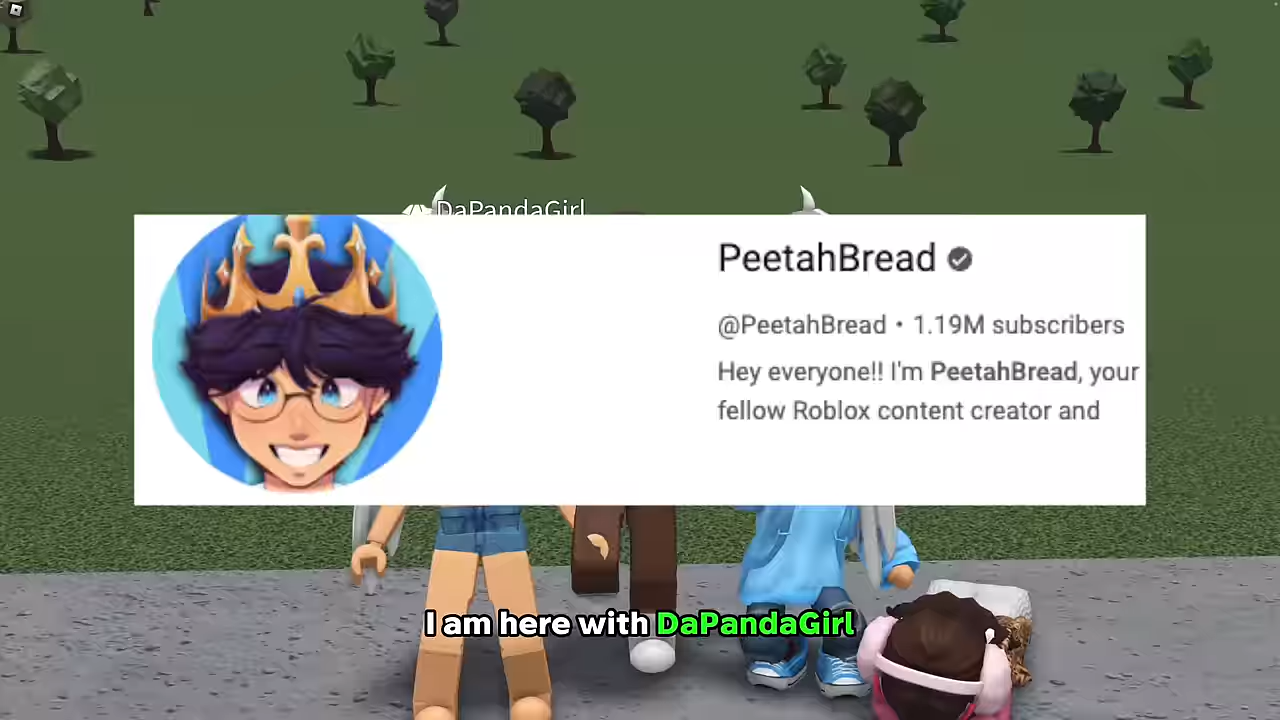 DaPandaGirl
PeetahBread
@PeetahBread • 1.19M subscribers
Hey everyone!! I'm PeetahBread, your
fellow Roblox content creator and
I am here with DaPandaGirl